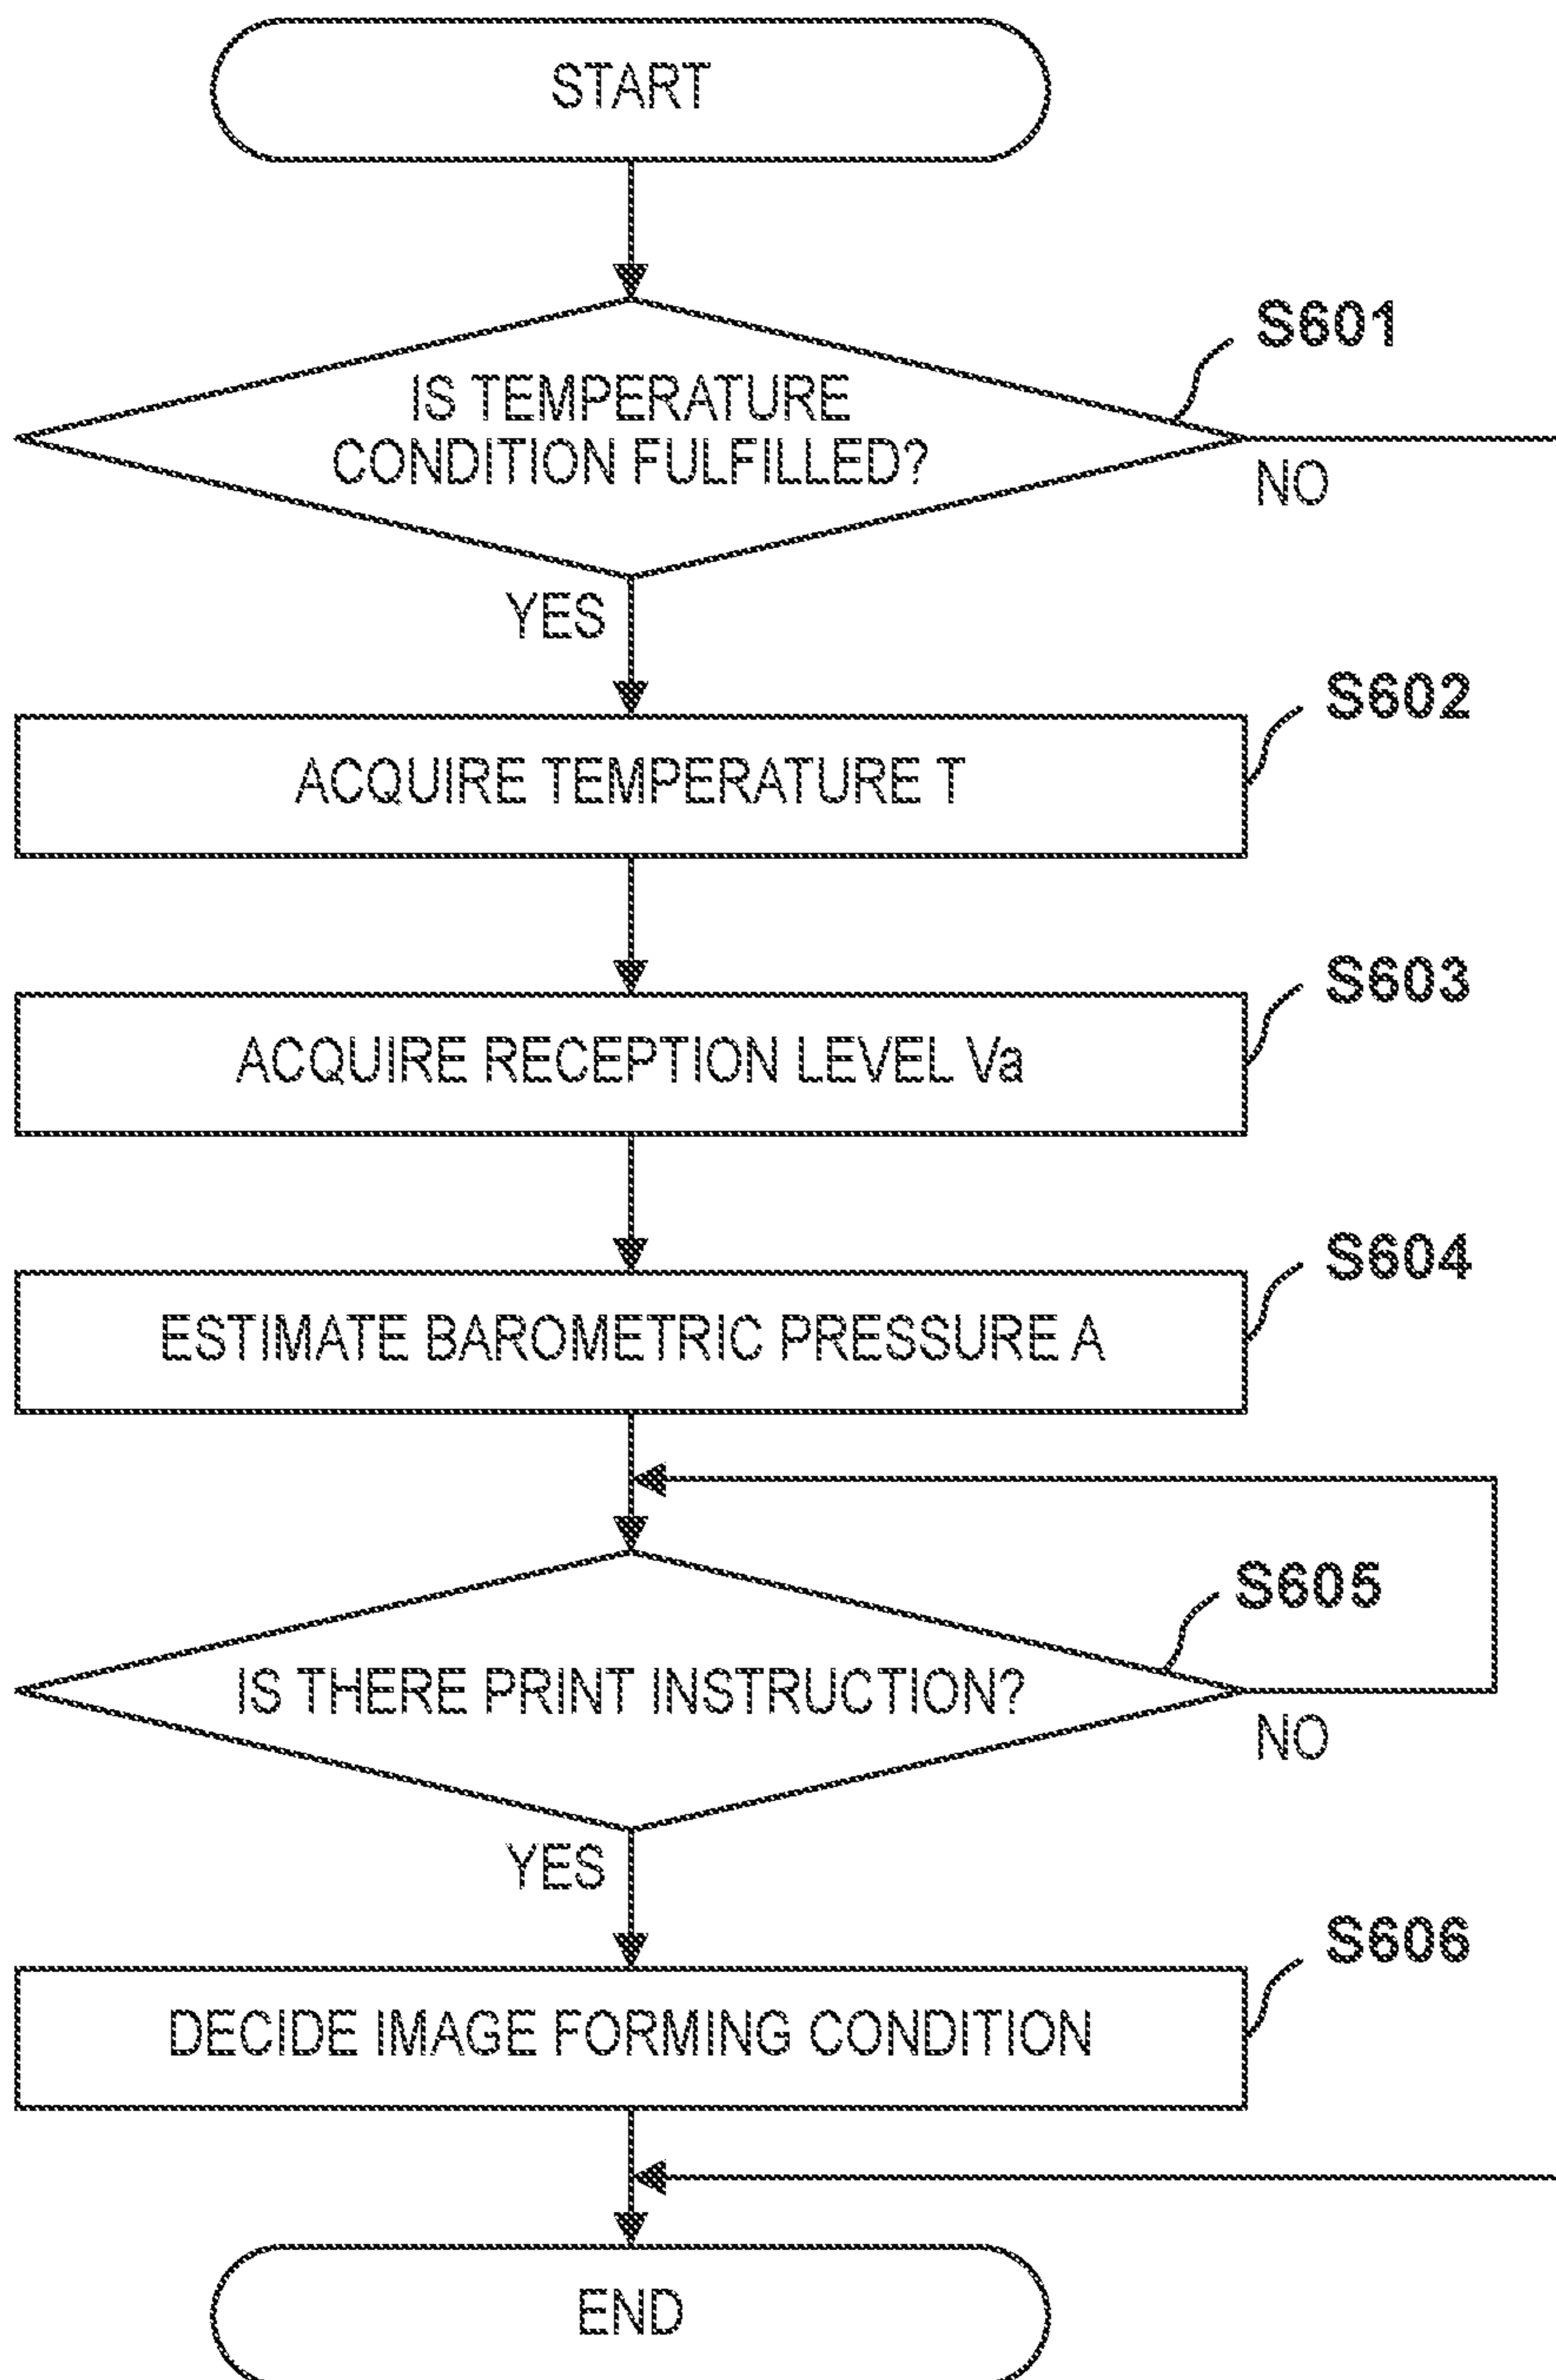 START
S601
IS TEMPERATURE
CONDITION FULFILLED?
NO
YES
S602
ACQUIRE TEMPERATURE T
S603
ACQUIRE RECEPTION LEVEL Va
S604
ESTIMATE BAROMETRIC PRESSURE A
S605
IS THERE PRINT INSTRUCTION?
NO
YES
S606
DECIDE IMAGE FORMING CONDITION
END